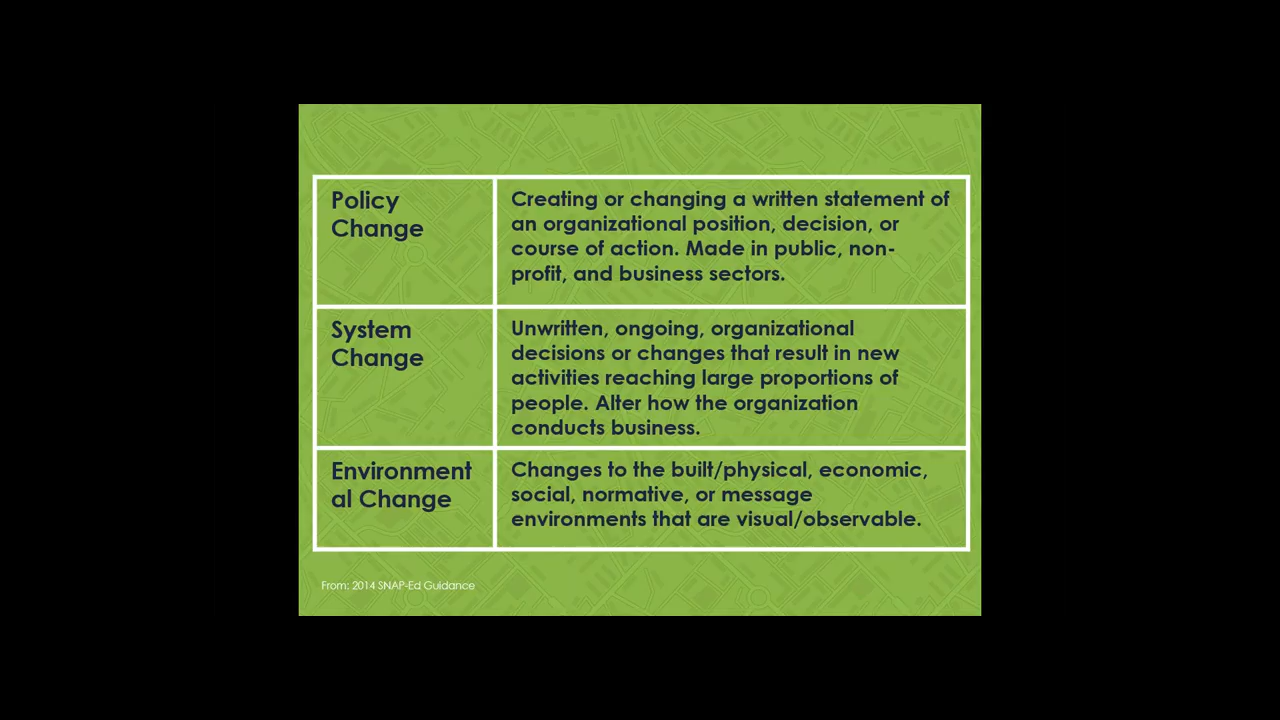 Policy
Change
Creating or changing a written statement of
an organizational position, decision, or
course of action. Made in public, non-
profit, and business sectors.
System
Change
Unwritten, ongoing, organizational
decisions or changes that result in new
activities reaching large proportions of
people. Alter how the organization
conducts business.
Environment
al Change
Changes to the built/physical, economic,
social, normative, or message
environments that are visual/observable.
From: 2014 SNAP-Ed Guidance